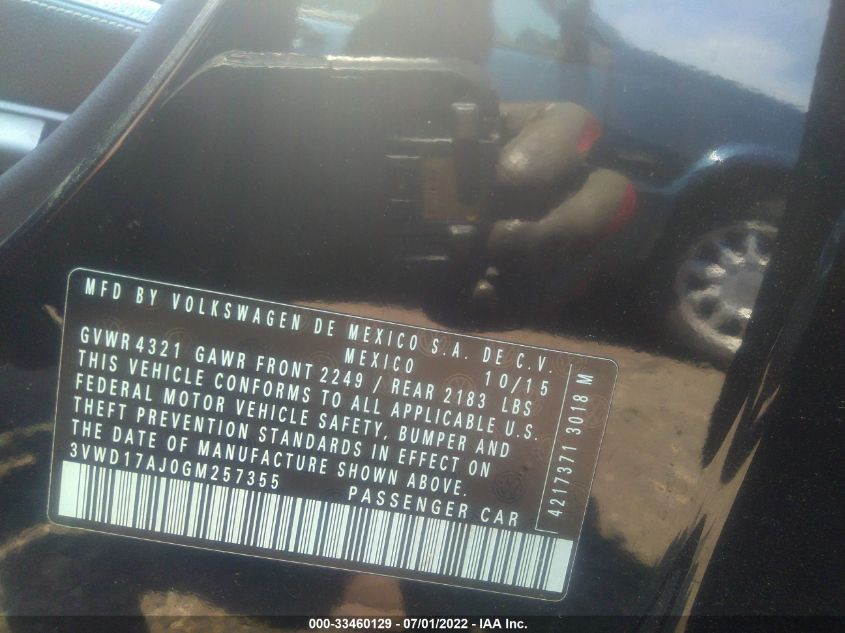 MFD BY VOLKSWAGEN DE MEXICO S.A. DE C.V.
MEXICO 10/15
GVWR 4321 GAWR FRONT 2249 / REAR 2183 LBS
THIS VEHICLE CONFORMS TO ALL APPLICABLE U.S.
FEDERAL MOTOR VEHICLE SAFETY, BUMPER AND
THEFT PREVENTION STANDARDS IN EFFECT ON
THE DATE OF MANUFACTURE SHOWN ABOVE.
3VWD17AJ0GM257355 PASSENGER CAR
4217371 3018 M
000-33460129 - 07/01/2022 - IAA Inc.